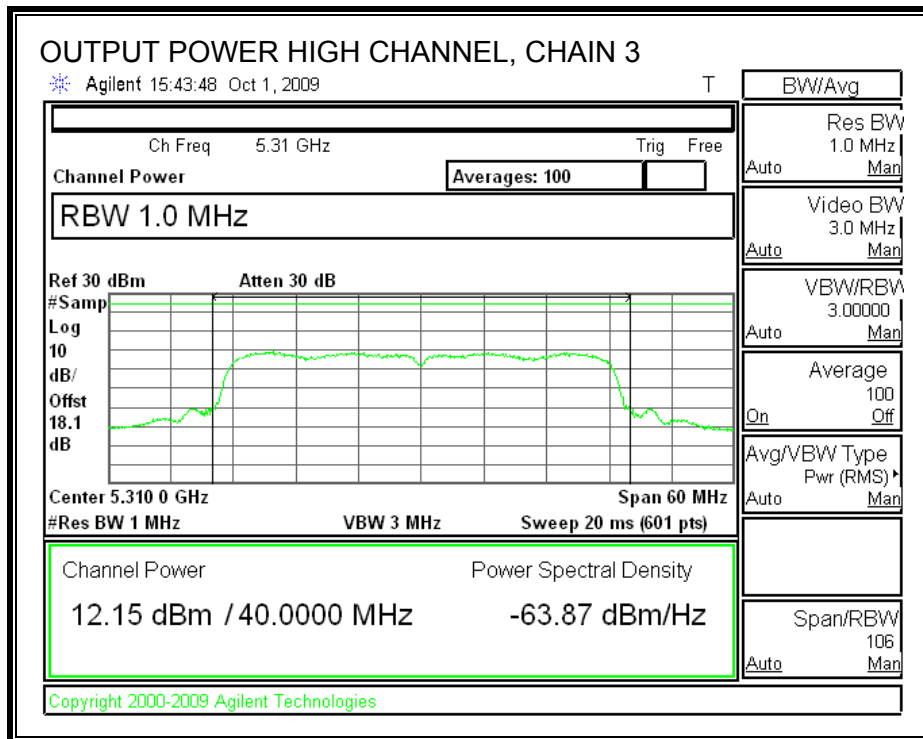 OUTPUT POWER HIGH CHANNEL, CHAIN 3
Agilent 15:43:48 Oct 1, 2009 T
Ch Freq 5.31 GHz Trig Free
Channel Power Averages: 100
RBW 1.0 MHz
Ref 30 dBm Atten 30 dB
#Samp
Log
10
dB/
Offst
18.1
dB
Center 5.310 0 GHz Span 60 MHz
#Res BW 1 MHz VBW 3 MHz Sweep 20 ms (601 pts)
Channel Power Power Spectral Density
12.15 dBm / 40.0000 MHz -63.87 dBm/Hz
Copyright 2000-2009 Agilent Technologies
BW/Avg
Res BW
1.0 MHz
Auto Man
Video BW
3.0 MHz
Auto Man
VBW/RBW
3.00000
Auto Man
Average
100
On Off
Avg/VBW Type
Pwr (RMS)
Auto Man
Span/RBW
106
Auto Man